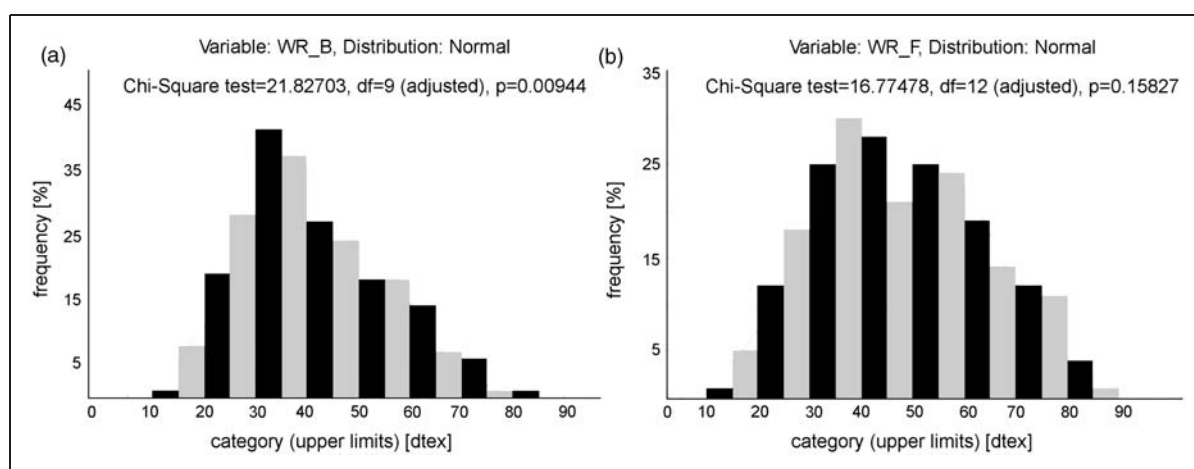 (a)
Variable: WR_B, Distribution: Normal
Chi-Square test=21.82703, df=9 (adjusted), p=0.00944
45
35
25
15
5
frequency [%]
0 10 20 30 40 50 60 70 80 90
category (upper limits) [dtex]
(b)
Variable: WR_F, Distribution: Normal
Chi-Square test=16.77478, df=12 (adjusted), p=0.15827
35
25
15
5
0
frequency [%]
0 10 20 30 40 50 60 70 80 90
category (upper limits) [dtex]